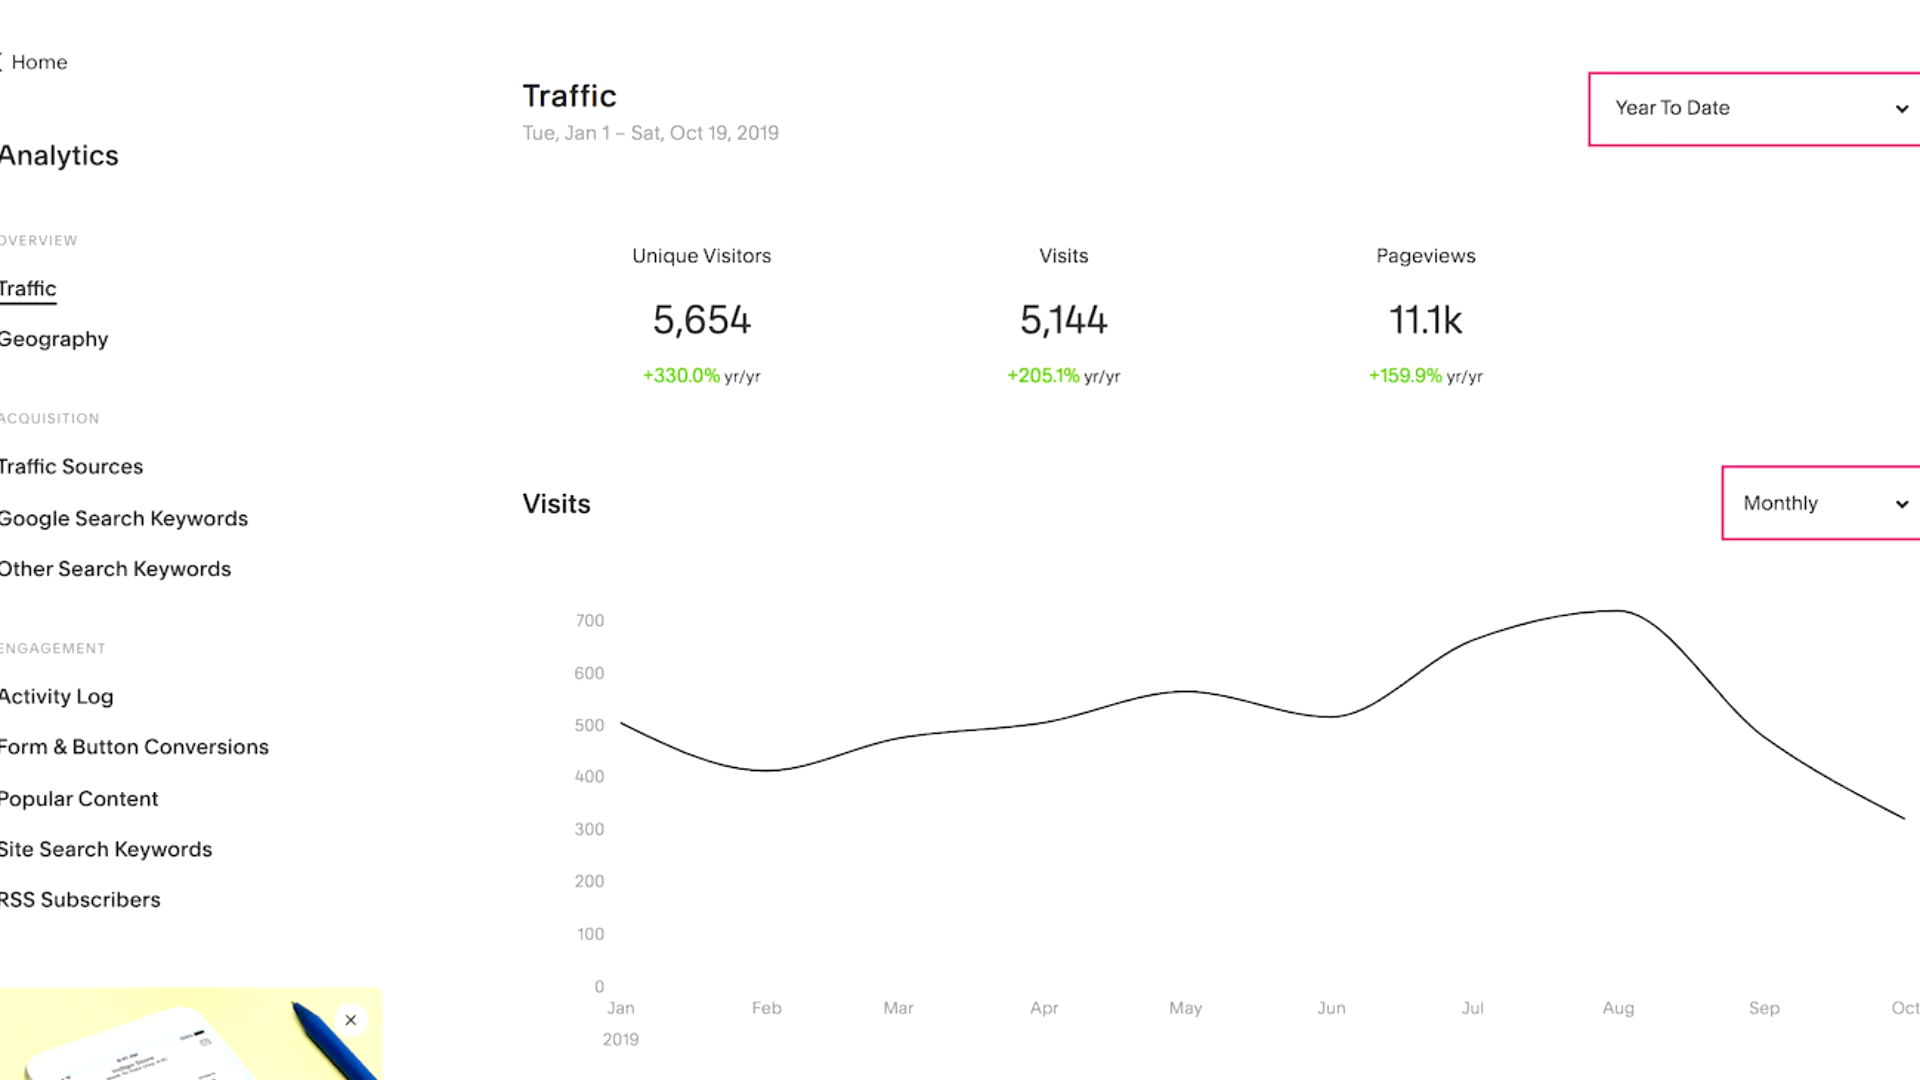 Home
Analytics
OVERVIEW
Traffic
Geography
ACQUISITION
Traffic Sources
Google Search Keywords
Other Search Keywords
ENGAGEMENT
Activity Log
Form & Button Conversions
Popular Content
Site Search Keywords
RSS Subscribers
Traffic
Tue, Jan 1 – Sat, Oct 19, 2019
Year To Date
Unique Visitors
5,654
+330.0% yr/yr
Visits
5,144
+205.1% yr/yr
Pageviews
11.1k
+159.9% yr/yr
Visits
Monthly
700
600
500
400
300
200
100
0
Jan Feb Mar Apr May Jun Jul Aug Sep Oct
2019